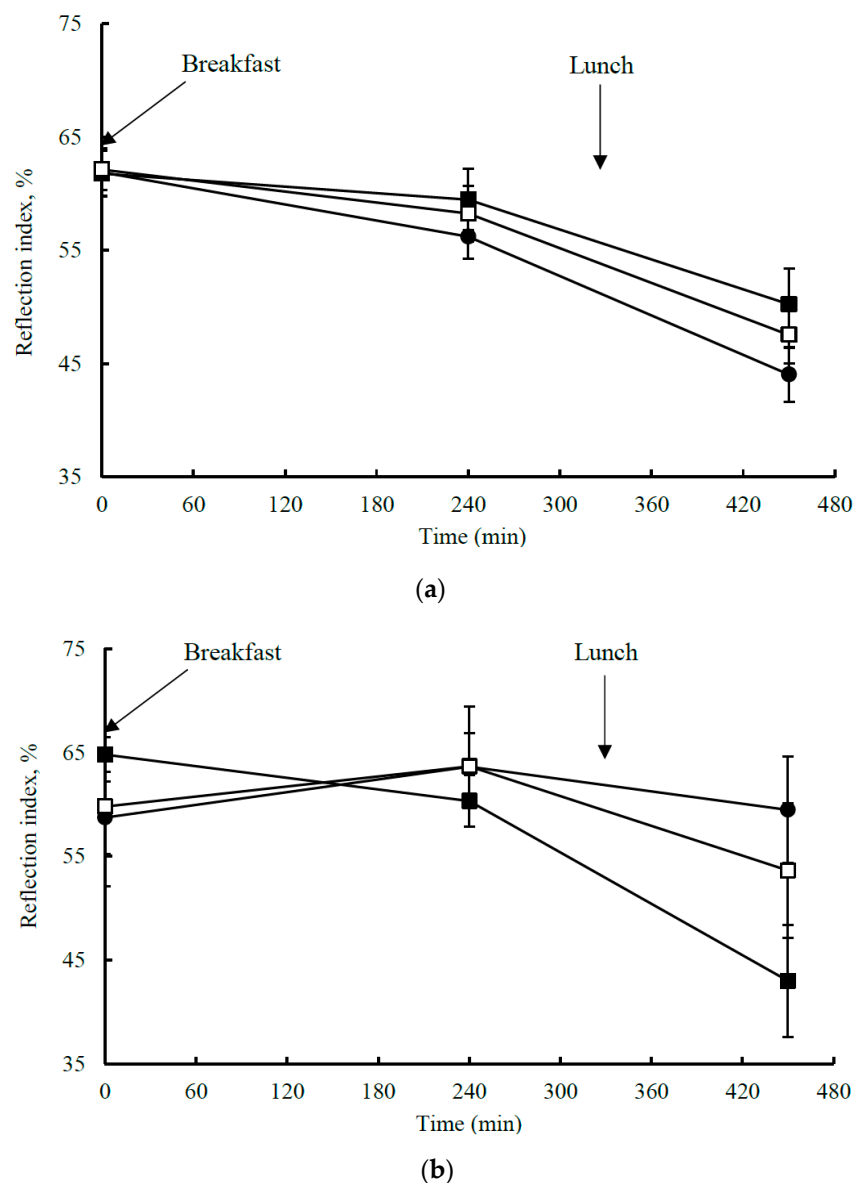 75
Breakfast
Lunch
65
55
45
35
Reflection index, %
0 60 120 180 240 300 360 420 480
Time (min)
(a)
75
Breakfast
Lunch
65
55
45
35
Reflection index, %
0 60 120 180 240 300 360 420 480
Time (min)
(b)